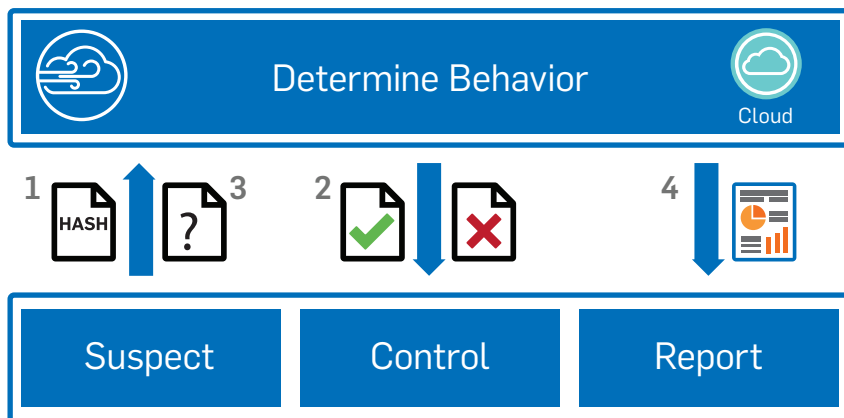 Determine Behavior
Cloud
1
HASH
?
3
2
4
Suspect
Control
Report